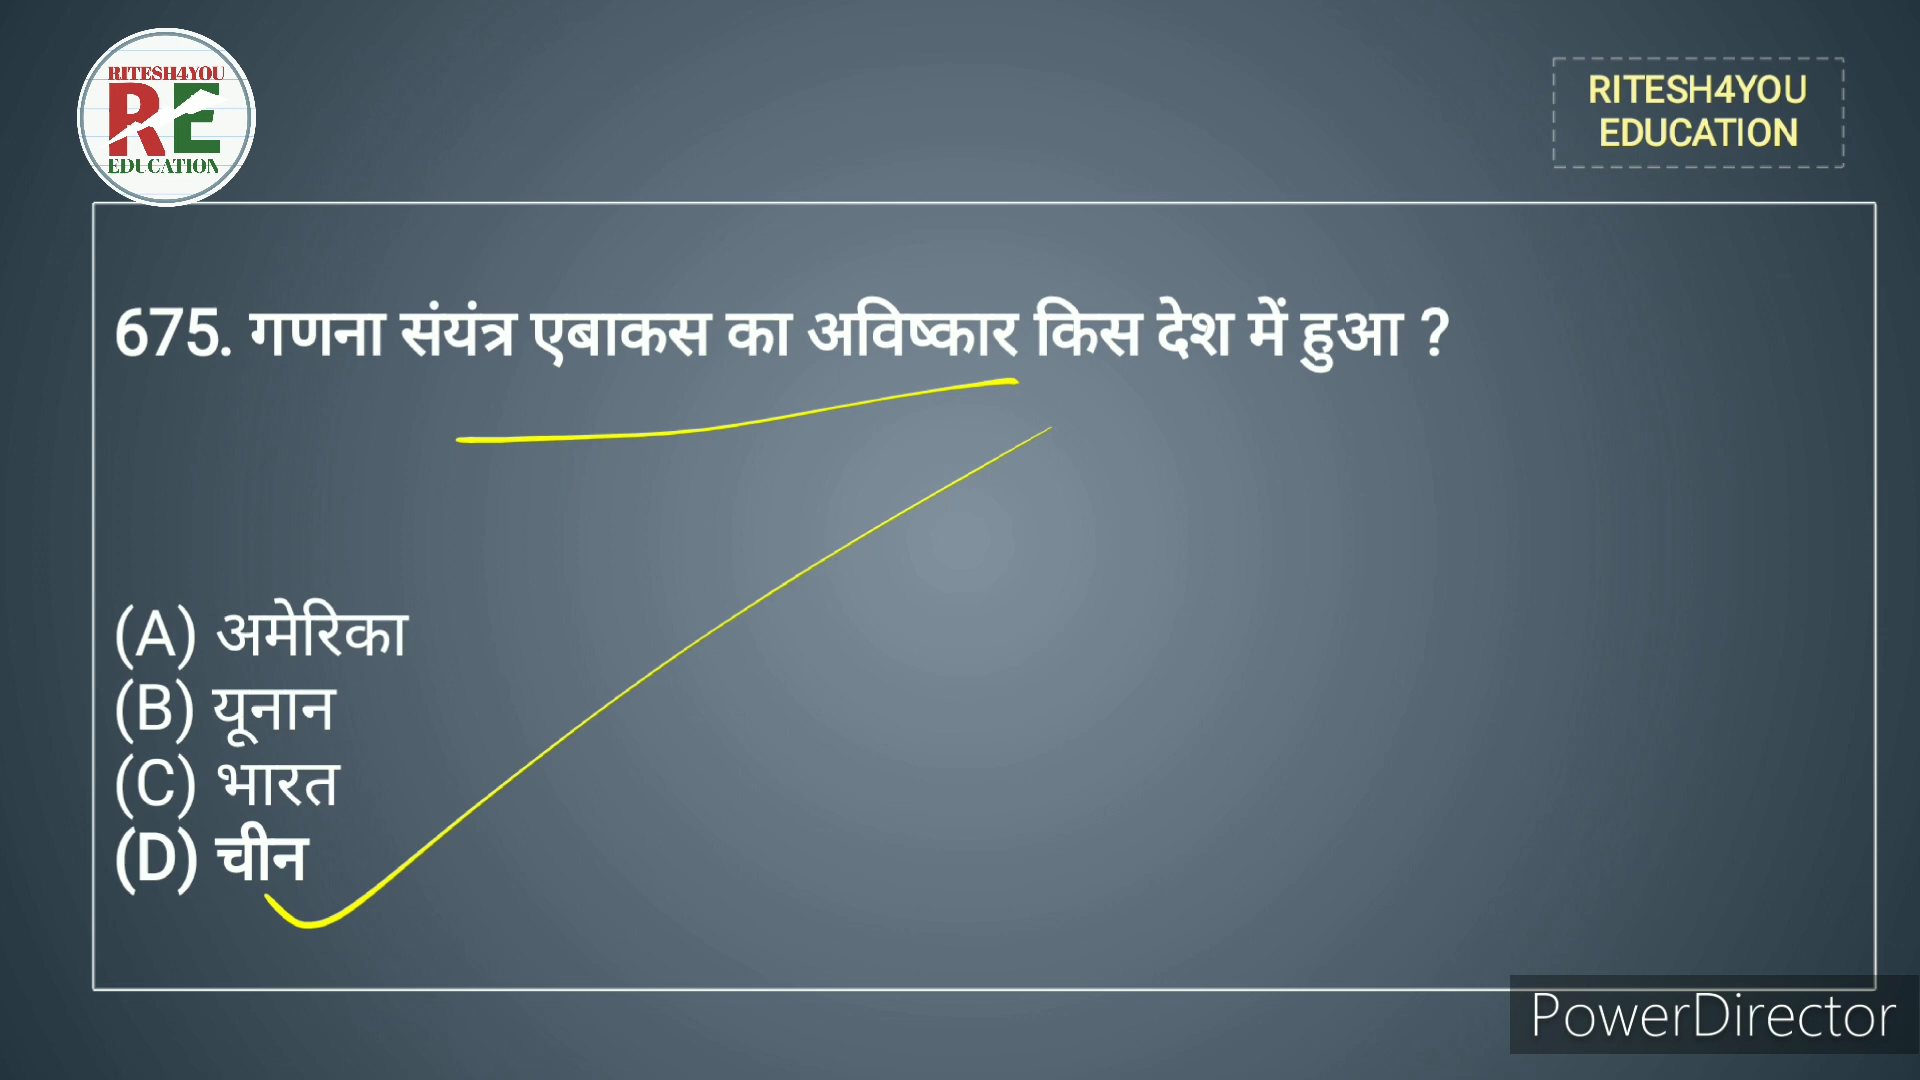 RITESH4YOU
RE
EDUCATION
RITESH4YOU
EDUCATION
675. गणना संयंत्र एबाकस का अविष्कार किस देश में हुआ ?
(A) अमेरिका
(B) यूनान
(C) भारत
(D) चीन
PowerDirector